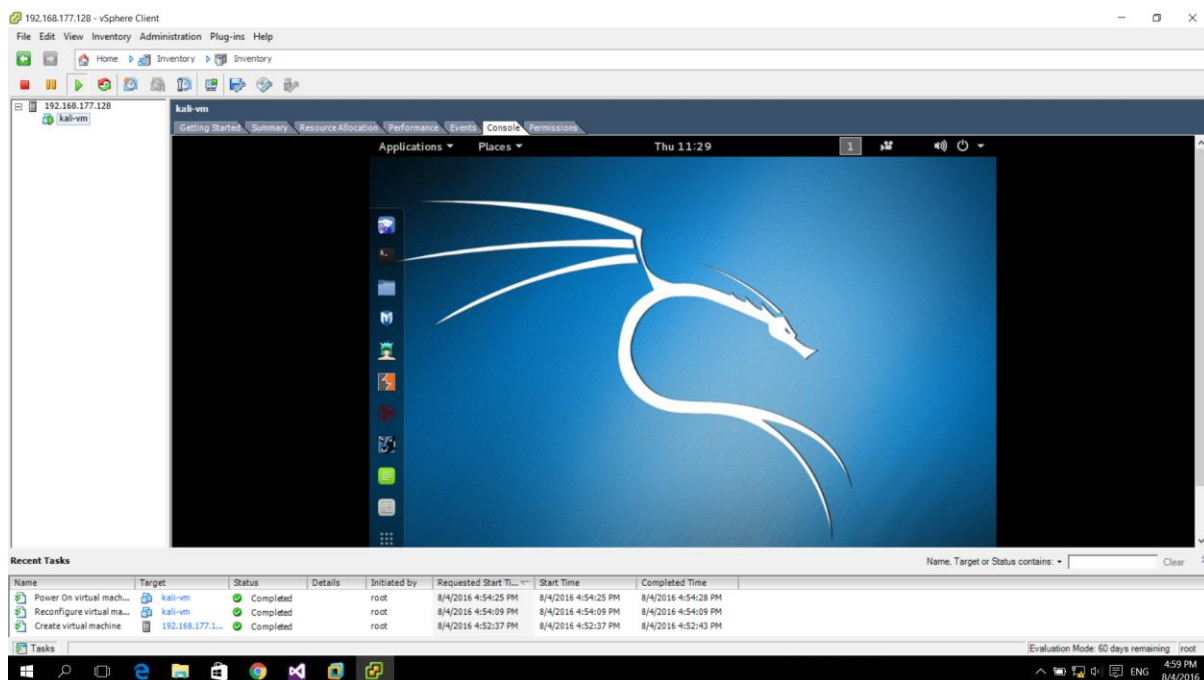 192.168.177.128 - vSphere Client
File Edit View Inventory Administration Plug-ins Help
Home Inventory Inventory
192.168.177.128
kali-vm
kali-vm
Getting Started Summary Resource Allocation Performance Events Console Permissions
Applications Places Thu 11:29 1
Recent Tasks
Name, Target or Status contains: Clear
Name Target Status Details Initiated by Requested Start Ti... Start Time Completed Time
Power On virtual mach... kali-vm Completed root 8/4/2016 4:54:25 PM 8/4/2016 4:54:25 PM 8/4/2016 4:54:28 PM
Reconfigure virtual ma... kali-vm Completed root 8/4/2016 4:54:09 PM 8/4/2016 4:54:09 PM 8/4/2016 4:54:09 PM
Create virtual machine 192.168.177.1... Completed root 8/4/2016 4:52:37 PM 8/4/2016 4:52:37 PM 8/4/2016 4:52:43 PM
Tasks Evaluation Mode: 60 days remaining root
ENG 4:59 PM
8/4/2016